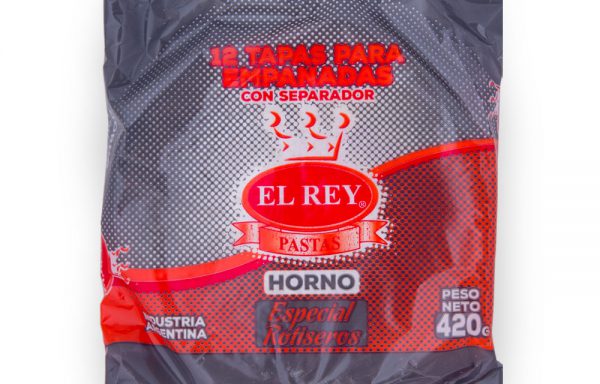 12 TAPAS PARA
EMPANADAS
CON SEPARADOR
EL REY®
PASTAS
HORNO
Especial
Rotiseros
INDUSTRIA
ARGENTINA
PESO
NETO
420G